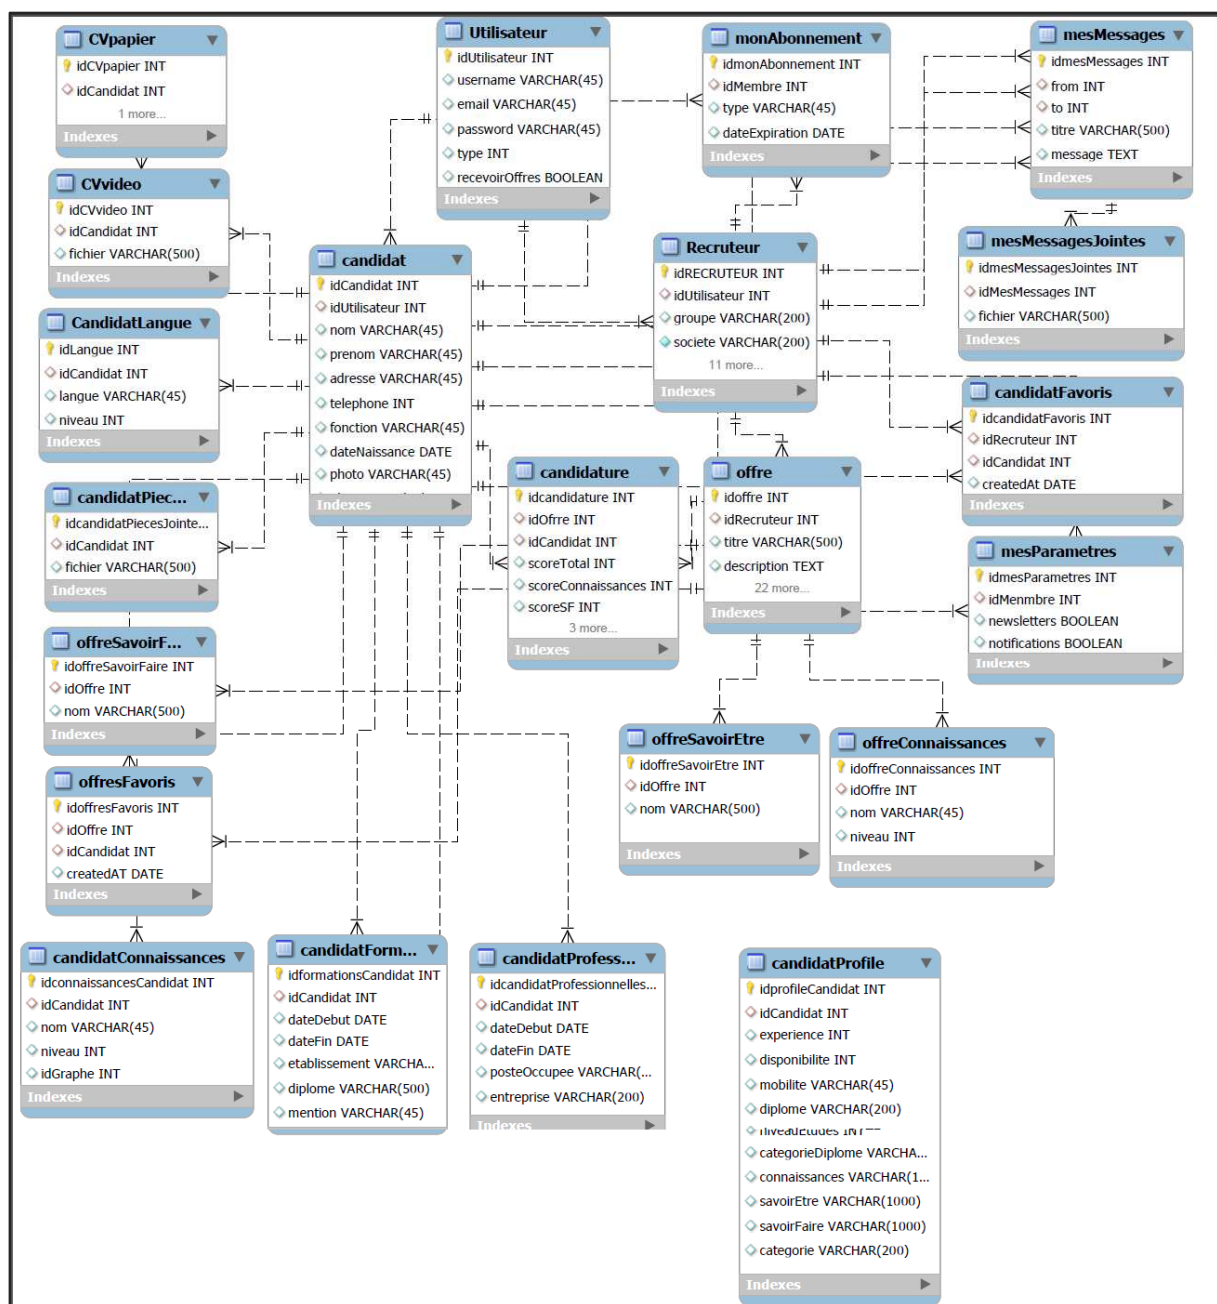 CVpapier
idCVpapier INT
idCandidat INT
1 more...
Indexes
Utilisateur
idUtilisateur INT
username VARCHAR(45)
email VARCHAR(45)
password VARCHAR(45)
type INT
recevoirOffres BOOLEAN
Indexes
monAbonnement
idmonAbonnement INT
idMembre INT
type VARCHAR(45)
dateExpiration DATE
Indexes
mesMessages
idmesMessages INT
from INT
to INT
titre VARCHAR(500)
message TEXT
Indexes
CVvideo
idCVvideo INT
idCandidat INT
fichier VARCHAR(500)
Indexes
candidat
idCandidat INT
idUtilisateur INT
nom VARCHAR(45)
prenom VARCHAR(45)
adresse VARCHAR(45)
telephone INT
fonction VARCHAR(45)
dateNaissance DATE
photo VARCHAR(45)
Indexes
Recruteur
idRECRUTEUR INT
idUtilisateur INT
groupe VARCHAR(200)
societe VARCHAR(200)
11 more...
Indexes
mesMessagesJointes
idmesMessagesJointes INT
idMesMessages INT
fichier VARCHAR(500)
Indexes
CandidatLangue
idLangue INT
idCandidat INT
langue VARCHAR(45)
niveau INT
Indexes
candidatFavoris
idcandidatFavoris INT
idRecruteur INT
idCandidat INT
createdAt DATE
Indexes
candidatPiec...
idcandidatPiecesJointe...
idCandidat INT
fichier VARCHAR(500)
Indexes
candidature
idcandidature INT
idOfrre INT
idCandidat INT
scoreTotal INT
scoreConnaissances INT
scoreSF INT
3 more...
Indexes
offre
idoffre INT
idRecruteur INT
titre VARCHAR(500)
description TEXT
22 more...
Indexes
mesParametres
idmesParametres INT
idMenmbre INT
newsletters BOOLEAN
notifications BOOLEAN
Indexes
offreSavoirF...
idoffreSavoirFaire INT
idOffre INT
nom VARCHAR(500)
Indexes
offreSavoirEtre
idoffreSavoirEtre INT
idOffre INT
nom VARCHAR(500)
Indexes
offreConnaissances
idoffreConnaissances INT
idOffre INT
nom VARCHAR(45)
niveau INT
Indexes
offresFavoris
idoffresFavoris INT
idOffre INT
idCandidat INT
createdAT DATE
Indexes
candidatConnaissances
idconnaissancesCandidat INT
idCandidat INT
nom VARCHAR(45)
niveau INT
idGraphe INT
Indexes
candidatForm...
idformationsCandidat INT
idCandidat INT
dateDebut DATE
dateFin DATE
etablissement VARCHA...
diplome VARCHAR(500)
mention VARCHAR(45)
candidatProfess...
idcandidatProfessionnelles...
idCandidat INT
dateDebut DATE
dateFin DATE
posteOccupee VARCHAR(...
entreprise VARCHAR(200)
Indexes
candidatProfile
idprofileCandidat INT
idCandidat INT
experience INT
disponibilite INT
mobilite VARCHAR(45)
diplome VARCHAR(200)
niveauEtudes INT
categorieDiplome VARCHA...
connaissances VARCHAR(1...
savoirEtre VARCHAR(1000)
savoirFaire VARCHAR(1000)
categorie VARCHAR(200)
Indexes